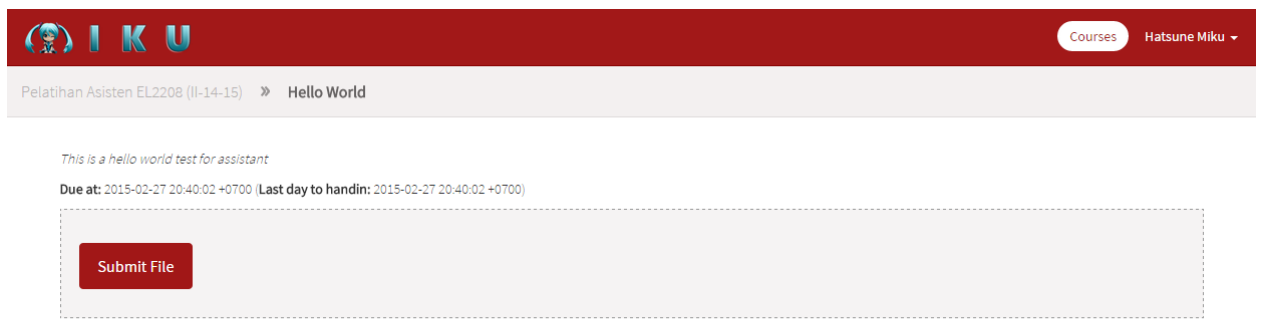 IKU
Courses Hatsune Miku
Pelatihan Asisten EL2208 (II-14-15) » Hello World
This is a hello world test for assistant
Due at: 2015-02-27 20:40:02 +0700 (Last day to handin: 2015-02-27 20:40:02 +0700)
Submit File